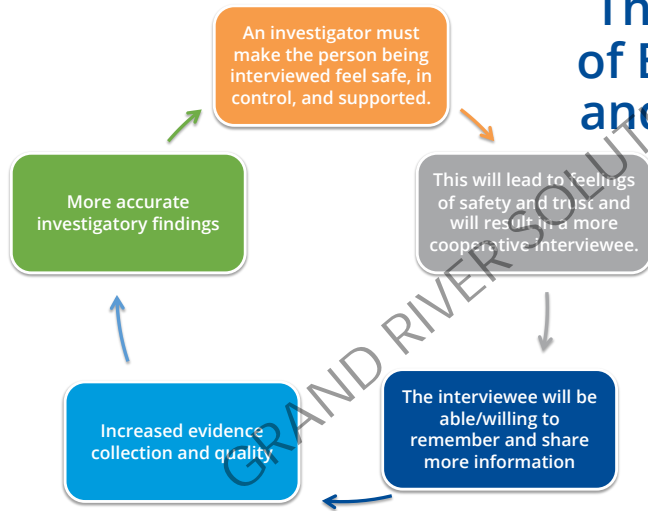 An investigator must
make the person being
interviewed feel safe, in
control, and supported.
This will lead to feelings
of safety and trust and
will result in a more
cooperative interviewee.
The interviewee will be
able/willing to
remember and share
more information
Increased evidence
collection and quality
More accurate
investigatory findings
of
GRAND RIVER